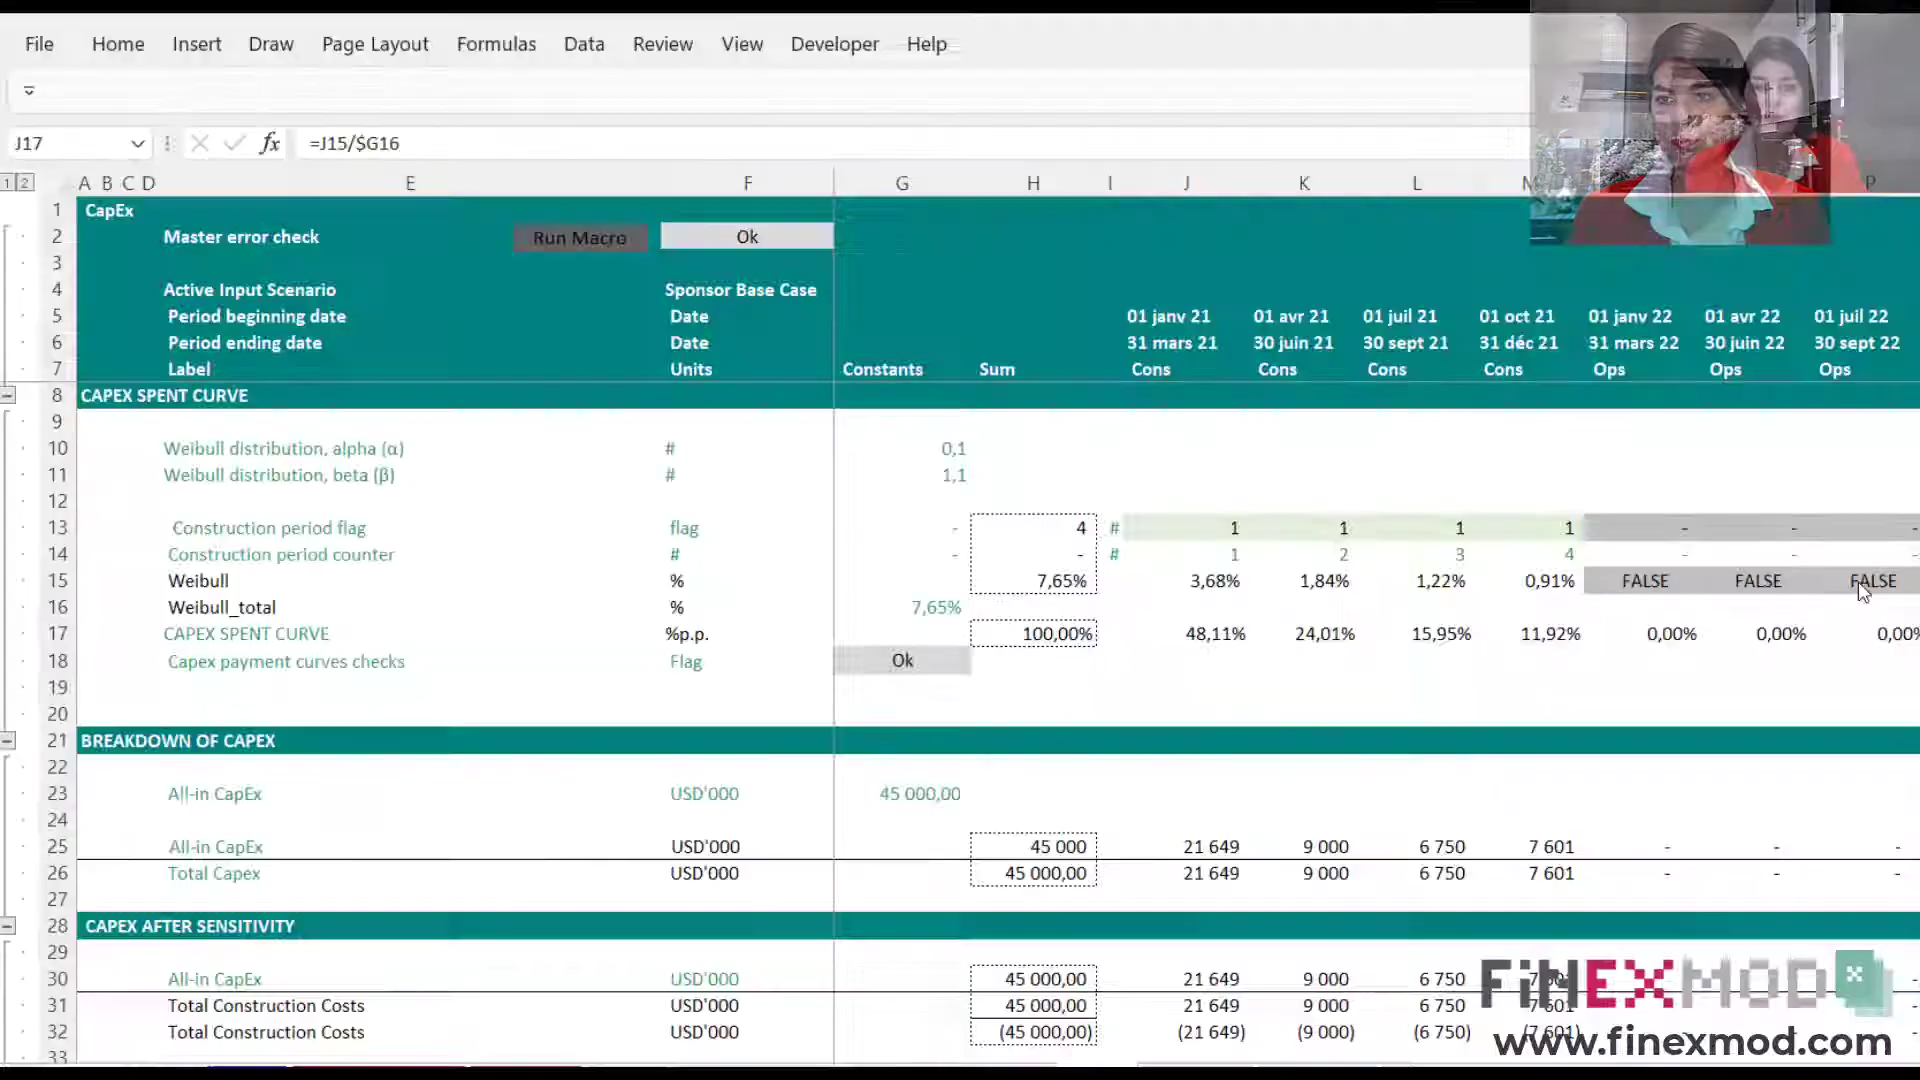 File Home Insert Draw Page Layout Formulas Data Review View Developer Help
J17 fx =J15/$G16
1 2 A B C D E F G H I J K L M P
1 CapEx
2 Master error check Run Macro Ok
3
4 Active Input Scenario Sponsor Base Case
5 Period beginning date Date 01 janv 21 01 avr 21 01 juil 21 01 oct 21 01 janv 22 01 avr 22 01 juil 22
6 Period ending date Date 31 mars 21 30 juin 21 30 sept 21 31 déc 21 31 mars 22 30 juin 22 30 sept 22
7 Label Units Constants Sum Cons Cons Cons Cons Ops Ops Ops
8 CAPEX SPENT CURVE
9
10 Weibull distribution, alpha (α) # 0,1
11 Weibull distribution, beta (β) # 1,1
12
13 Construction period flag flag - 4 # 1 1 1 1 - - -
14 Construction period counter # - - # 1 2 3 4 - - -
15 Weibull % 7,65% 3,68% 1,84% 1,22% 0,91% FALSE FALSE FALSE
16 Weibull_total % 7,65%
17 CAPEX SPENT CURVE %p.p. 100,00% 48,11% 24,01% 15,95% 11,92% 0,00% 0,00% 0,00%
18 Capex payment curves checks Flag Ok
19
20
21 BREAKDOWN OF CAPEX
22
23 All-in CapEx USD'000 45 000,00
24
25 All-in CapEx USD'000 45 000 21 649 9 000 6 750 7 601 - - -
26 Total Capex USD'000 45 000,00 21 649 9 000 6 750 7 601 - - -
27
28 CAPEX AFTER SENSITIVITY
29
30 All-in CapEx USD'000 45 000,00 21 649 9 000 6 750
31 Total Construction Costs USD'000 45 000,00 21 649 9 000 6 750 7 601
32 Total Construction Costs USD'000 (45 000,00) (21 649) (9 000) (6 750) (7 601)
33
FiNEXMOD
www.finexmod.com